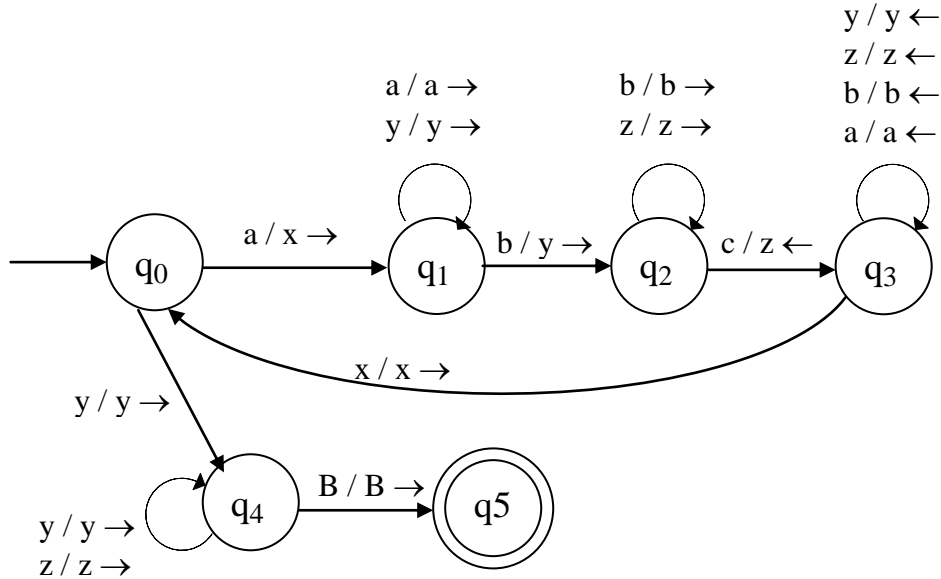 y / y ←
z / z ←
b / b ←
a / a ←
a / a →
y / y →
b / b →
z / z →
a / x →
b / y →
c / z ←
q0
q1
q2
q3
x / x →
y / y →
q4
B / B →
q5
y / y →
z / z →